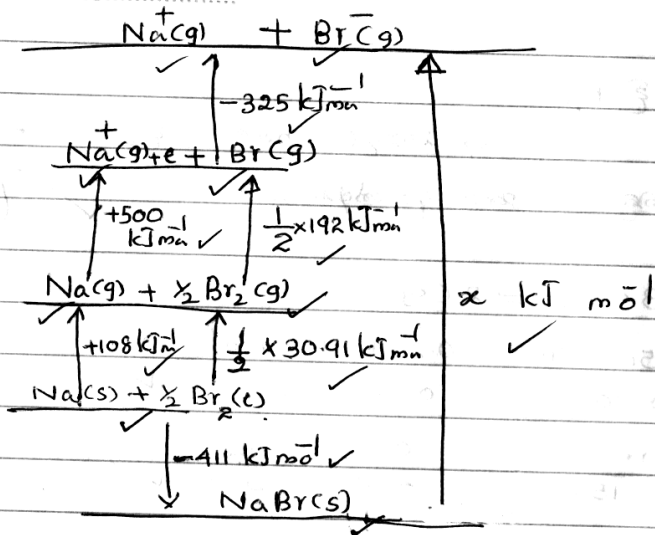 Na⁺(g) + Br⁻(g)
-325 kJmol⁻¹
Na⁺(g) + e + Br(g)
+500 kJmol⁻¹ 1/2 × 192 kJmol⁻¹
Na(g) + ½ Br₂(g) x kJ mol⁻¹
+108 kJmol⁻¹ 1/2 × 30.91 kJmol⁻¹
Na(s) + ½ Br₂(l)
-411 kJ mol⁻¹
NaBr(s)